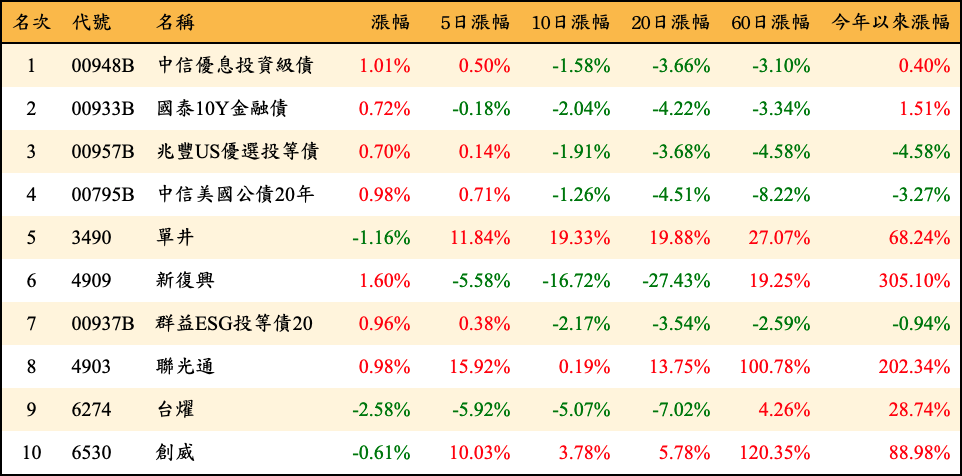 名次 代號 名稱 漲幅 5日漲幅 10日漲幅 20日漲幅 60日漲幅 今年以來漲幅
1 00948B 中信優息投資級債 1.01% 0.50% -1.58% -3.66% -3.10% 0.40%
2 00933B 國泰10Y金融債 0.72% -0.18% -2.04% -4.22% -3.34% 1.51%
3 00957B 兆豐US優選投等債 0.70% 0.14% -1.91% -3.68% -4.58% -4.58%
4 00795B 中信美國公債20年 0.98% 0.71% -1.26% -4.51% -8.22% -3.27%
5 3490 單井 -1.16% 11.84% 19.33% 19.88% 27.07% 68.24%
6 4909 新復興 1.60% -5.58% -16.72% -27.43% 19.25% 305.10%
7 00937B 群益ESG投等債20 0.96% 0.38% -2.17% -3.54% -2.59% -0.94%
8 4903 聯光通 0.98% 15.92% 0.19% 13.75% 100.78% 202.34%
9 6274 台燿 -2.58% -5.92% -5.07% -7.02% 4.26% 28.74%
10 6530 創威 -0.61% 10.03% 3.78% 5.78% 120.35% 88.98%